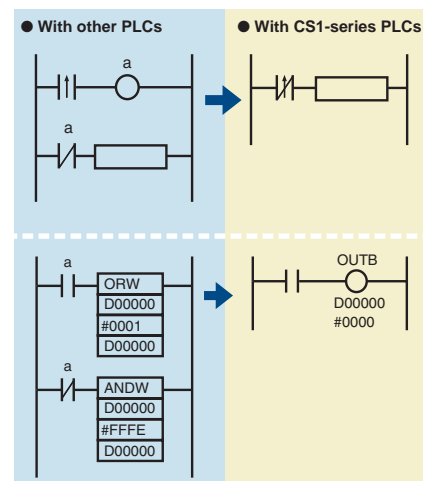 ● With other PLCs
● With CS1-series PLCs
a
a
a
ORW
D00000
#0001
D00000
a
ANDW
D00000
#FFFE
D00000
OUTB
D00000
#0000